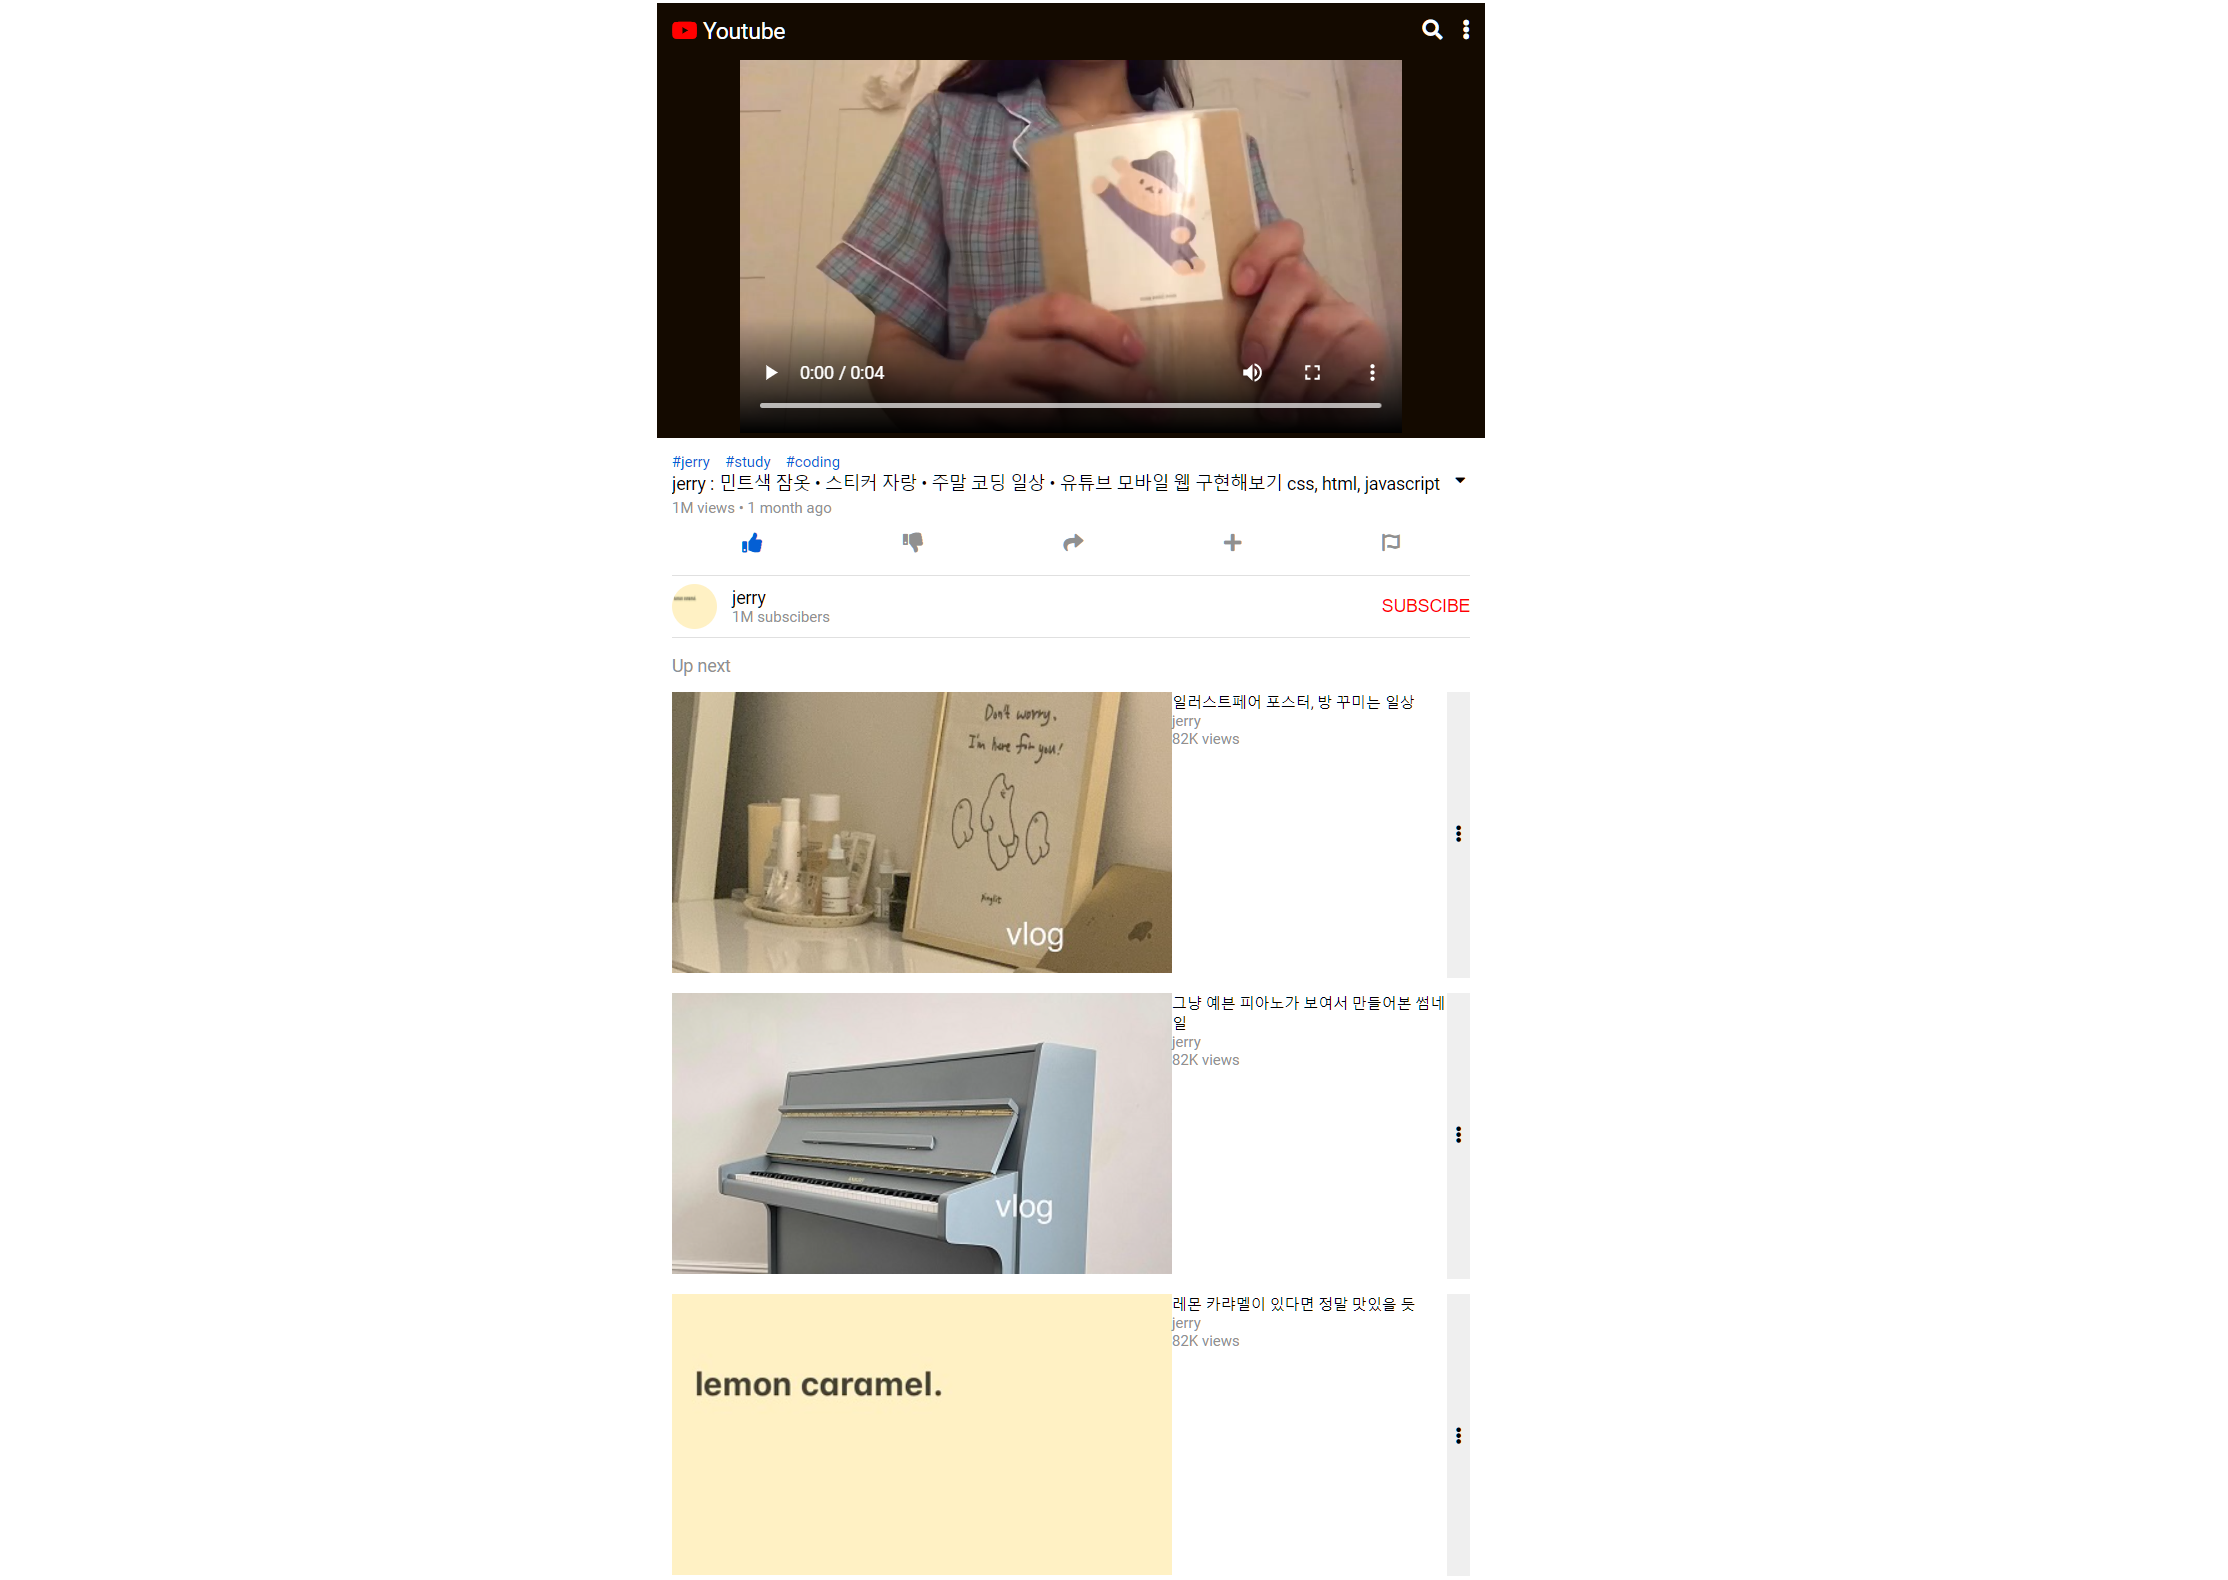 Youtube
0:00 / 0:04
#jerry #study #coding
jerry : 민트색 잠옷 • 스티커 자랑 • 주말 코딩 일상 • 유튜브 모바일 웹 구현해보기 css, html, javascript
1M views • 1 month ago
jerry
1M subscibers
SUBSCIBE
Up next
Don't worry.
I'm here for you!
vlog
일러스트페어 포스터, 방 꾸미는 일상
jerry
82K views
vlog
그냥 예쁜 피아노가 보여서 만들어본 썸네
일
jerry
82K views
lemon caramel.
레몬 카라멜이 있다면 정말 맛있을 듯
jerry
82K views